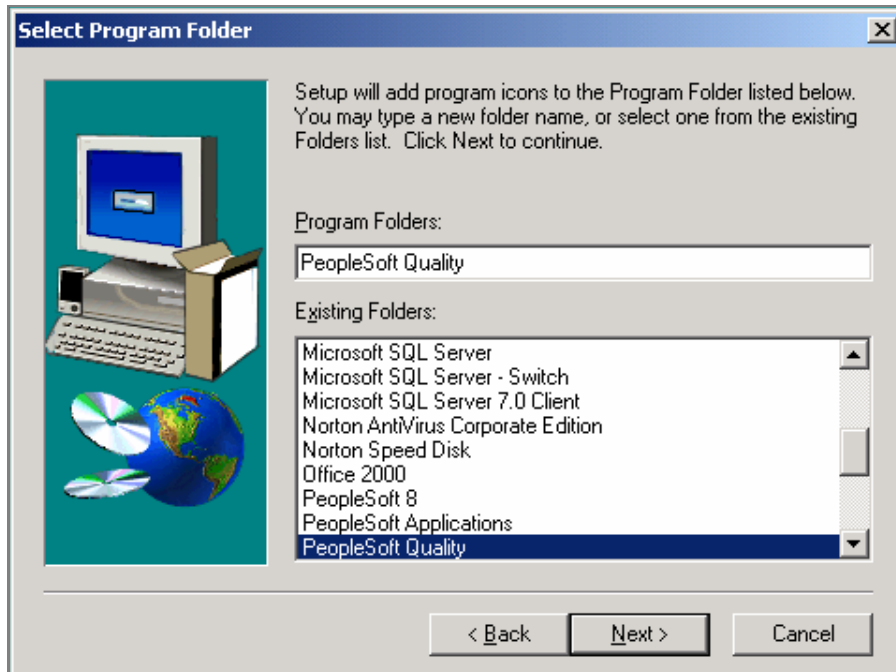 Select Program Folder
Setup will add program icons to the Program Folder listed below.
You may type a new folder name, or select one from the existing
Folders list.  Click Next to continue.
Program Folders:
PeopleSoft Quality
Existing Folders:
Microsoft SQL Server
Microsoft SQL Server - Switch
Microsoft SQL Server 7.0 Client
Norton AntiVirus Corporate Edition
Norton Speed Disk
Office 2000
PeopleSoft 8
PeopleSoft Applications
PeopleSoft Quality
< Back
Next >
Cancel